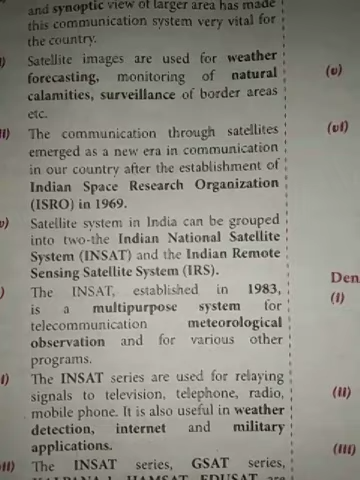 and synoptic view of larger area has made
this communication system very vital for
the country.
Satellite images are used for weather
forecasting, monitoring of natural
calamities, surveillance of border areas
etc.
The communication through satellites
emerged as a new era in communication
in our country after the establishment of
Indian Space Research Organization
(ISRO) in 1969.
Satellite system in India can be grouped
into two-the Indian National Satellite
System (INSAT) and the Indian Remote
Sensing Satellite System (IRS).
The INSAT, established in 1983,
is a multipurpose system for
telecommunication meteorological
observation and for various other
programs.
The INSAT series are used for relaying
signals to television, telephone, radio,
mobile phone. It is also useful in weather
detection, internet and military
applications.
The INSAT series, GSAT series,
(v)
(vi)
Den
(i)
(ii)
(iii)